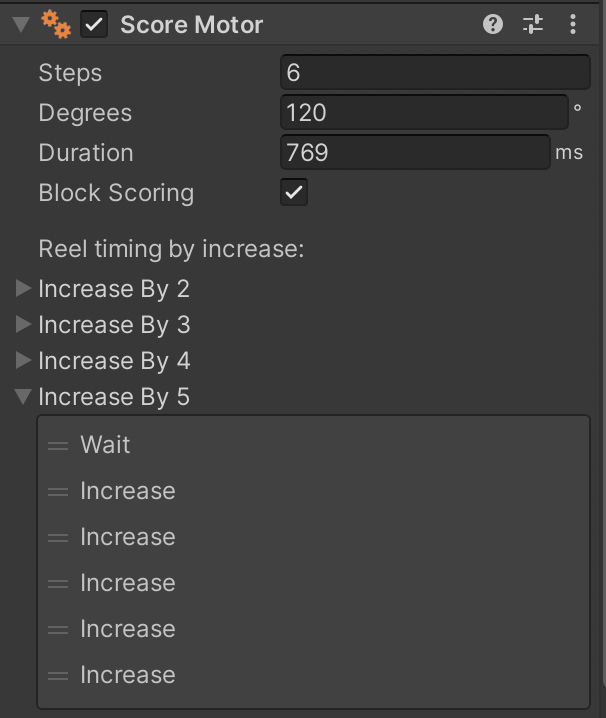 Score Motor
Steps 6
Degrees 120 °
Duration 769 ms
Block Scoring
Reel timing by increase:
Increase By 2
Increase By 3
Increase By 4
Increase By 5
Wait
Increase
Increase
Increase
Increase
Increase